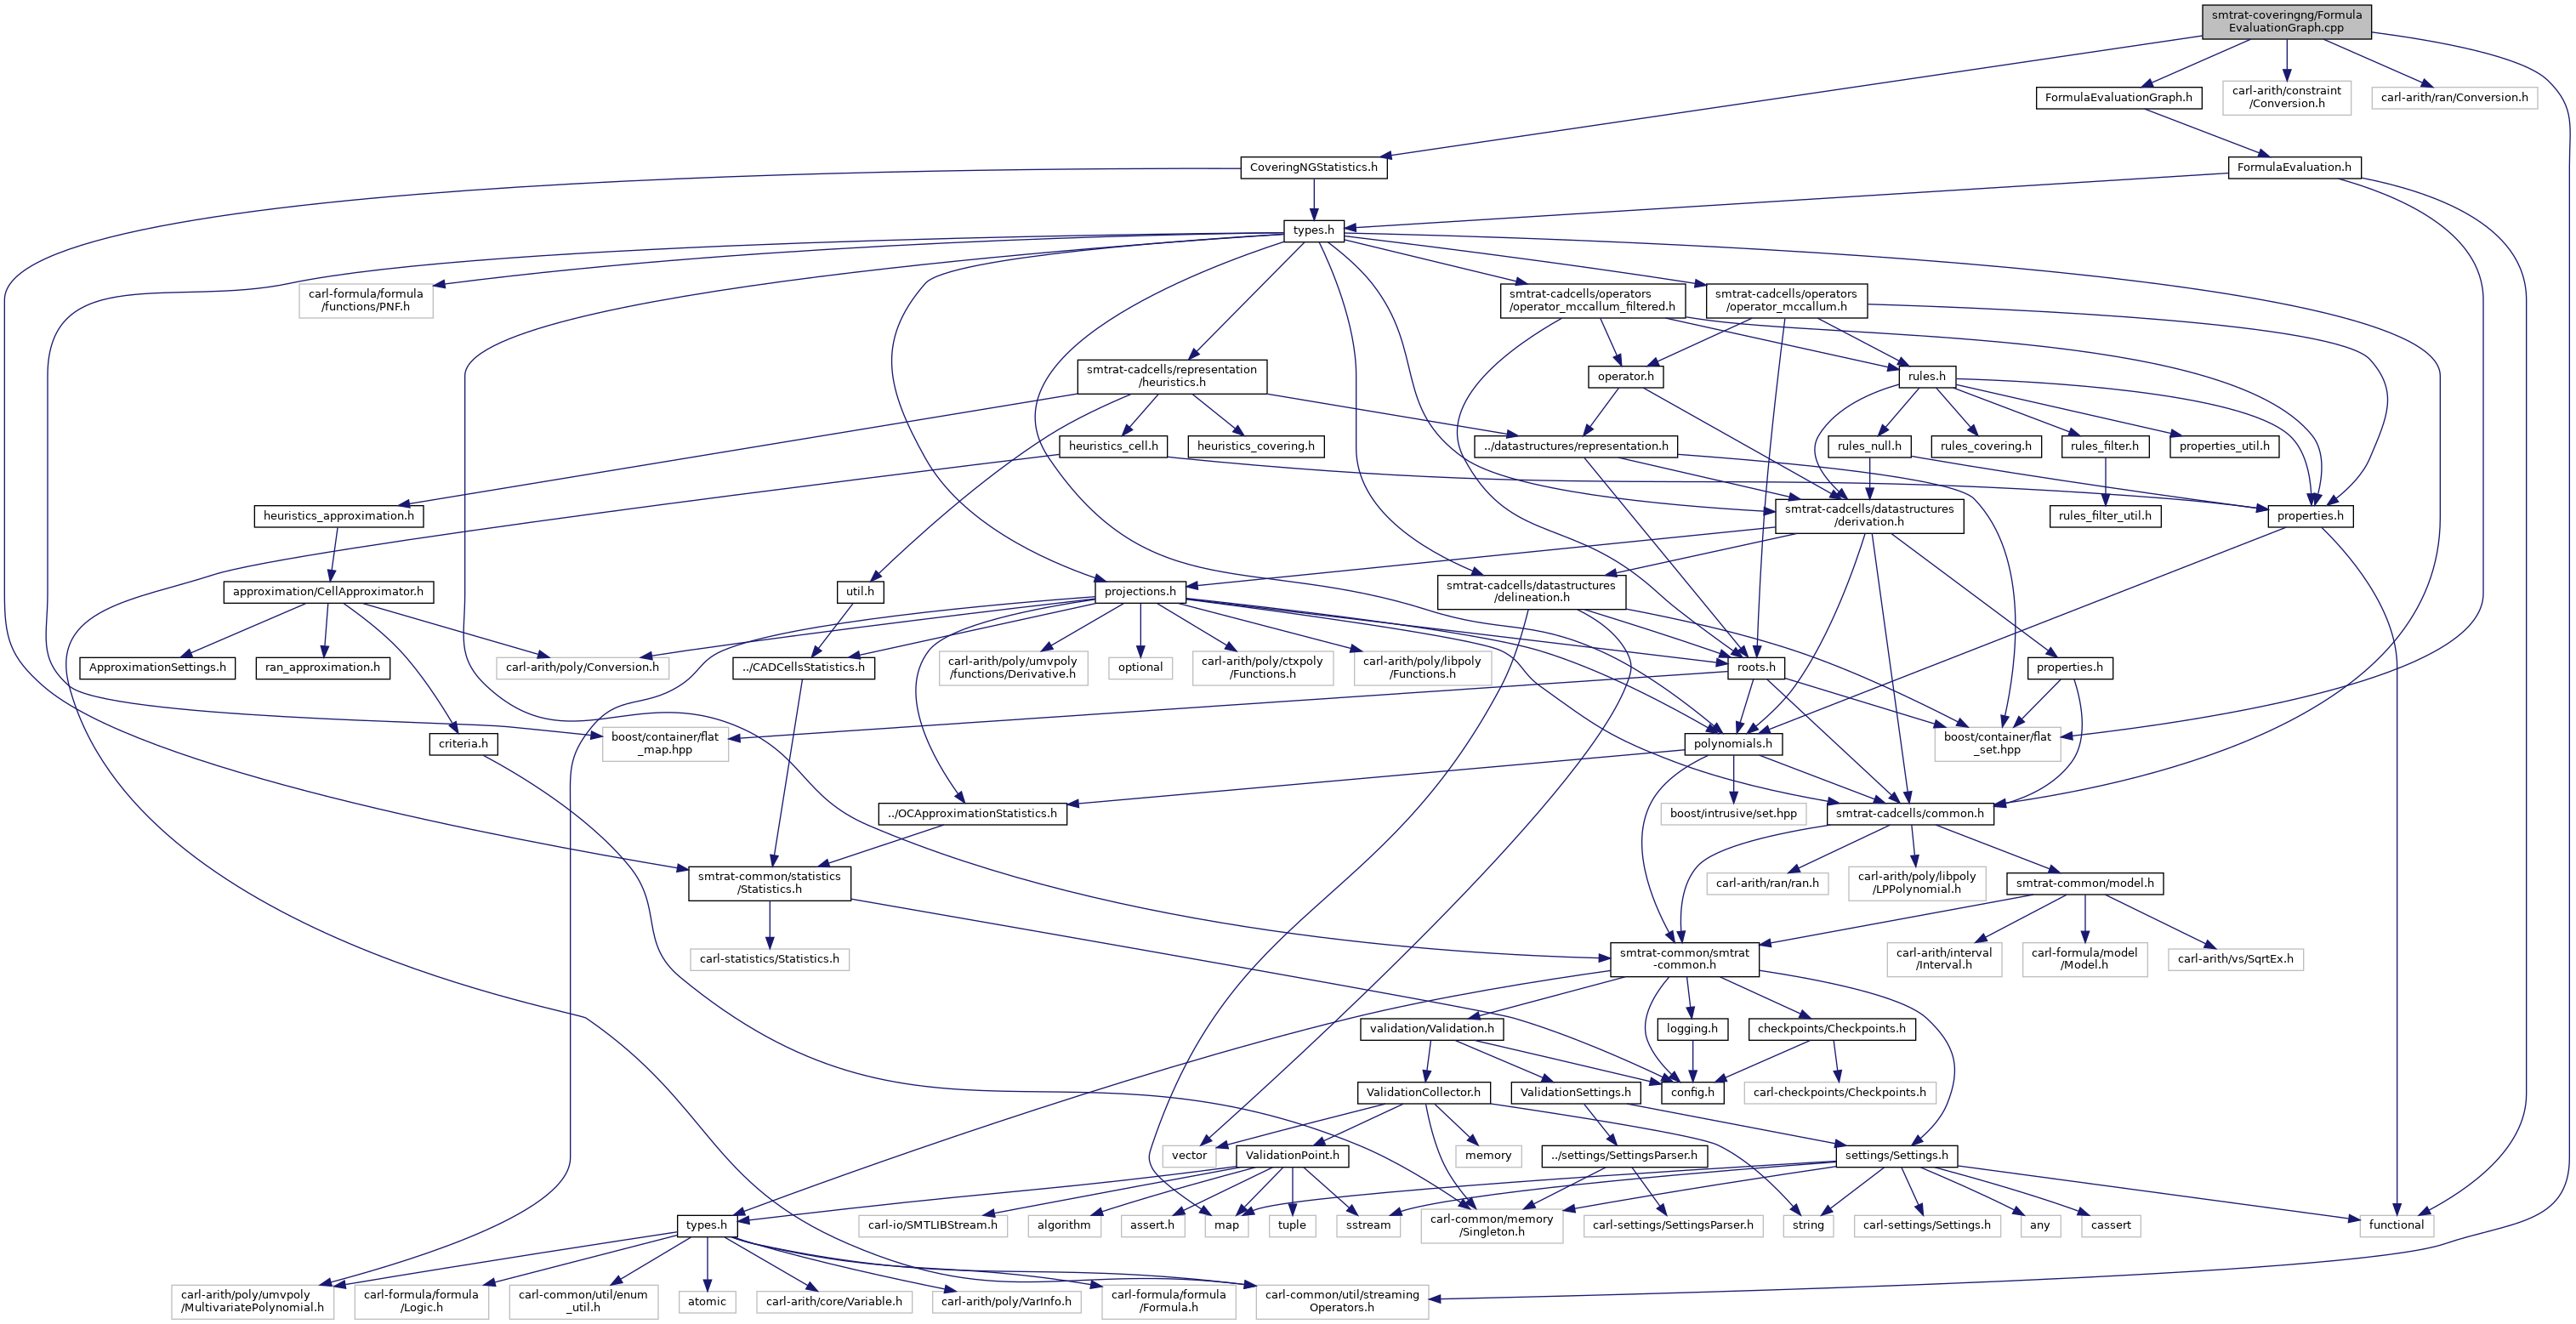 smtrat-coveringng/Formula
EvaluationGraph.cpp
FormulaEvaluationGraph.h
carl-arith/constraint
/Conversion.h
carl-arith/ran/Conversion.h
CoveringNGStatistics.h
FormulaEvaluation.h
types.h
carl-formula/formula
/functions/PNF.h
smtrat-cadcells/operators
/operator_mccallum_filtered.h
smtrat-cadcells/operators
/operator_mccallum.h
smtrat-cadcells/representation
/heuristics.h
operator.h
rules.h
heuristics_cell.h
heuristics_covering.h
../datastructures/representation.h
rules_null.h
rules_covering.h
rules_filter.h
properties_util.h
heuristics_approximation.h
smtrat-cadcells/datastructures
/derivation.h
rules_filter_util.h
properties.h
approximation/CellApproximator.h
util.h
projections.h
smtrat-cadcells/datastructures
/delineation.h
ApproximationSettings.h
ran_approximation.h
carl-arith/poly/Conversion.h
../CADCellsStatistics.h
carl-arith/poly/umvpoly
/functions/Derivative.h
optional
carl-arith/poly/ctxpoly
/Functions.h
carl-arith/poly/libpoly
/Functions.h
roots.h
properties.h
criteria.h
boost/container/flat
_map.hpp
polynomials.h
boost/container/flat
_set.hpp
../OCApproximationStatistics.h
boost/intrusive/set.hpp
smtrat-cadcells/common.h
smtrat-common/statistics
/Statistics.h
carl-arith/ran/ran.h
carl-arith/poly/libpoly
/LPPolynomial.h
smtrat-common/model.h
carl-statistics/Statistics.h
smtrat-common/smtrat
-common.h
carl-arith/interval
/Interval.h
carl-formula/model
/Model.h
carl-arith/vs/SqrtEx.h
validation/Validation.h
logging.h
checkpoints/Checkpoints.h
ValidationCollector.h
ValidationSettings.h
config.h
carl-checkpoints/Checkpoints.h
vector
ValidationPoint.h
memory
../settings/SettingsParser.h
settings/Settings.h
types.h
carl-io/SMTLIBStream.h
algorithm
assert.h
map
tuple
sstream
carl-common/memory
/Singleton.h
carl-settings/SettingsParser.h
string
carl-settings/Settings.h
any
cassert
functional
carl-arith/poly/umvpoly
/MultivariatePolynomial.h
carl-formula/formula
/Logic.h
carl-common/util/enum
_util.h
atomic
carl-arith/core/Variable.h
carl-arith/poly/VarInfo.h
carl-formula/formula
/Formula.h
carl-common/util/streaming
Operators.h